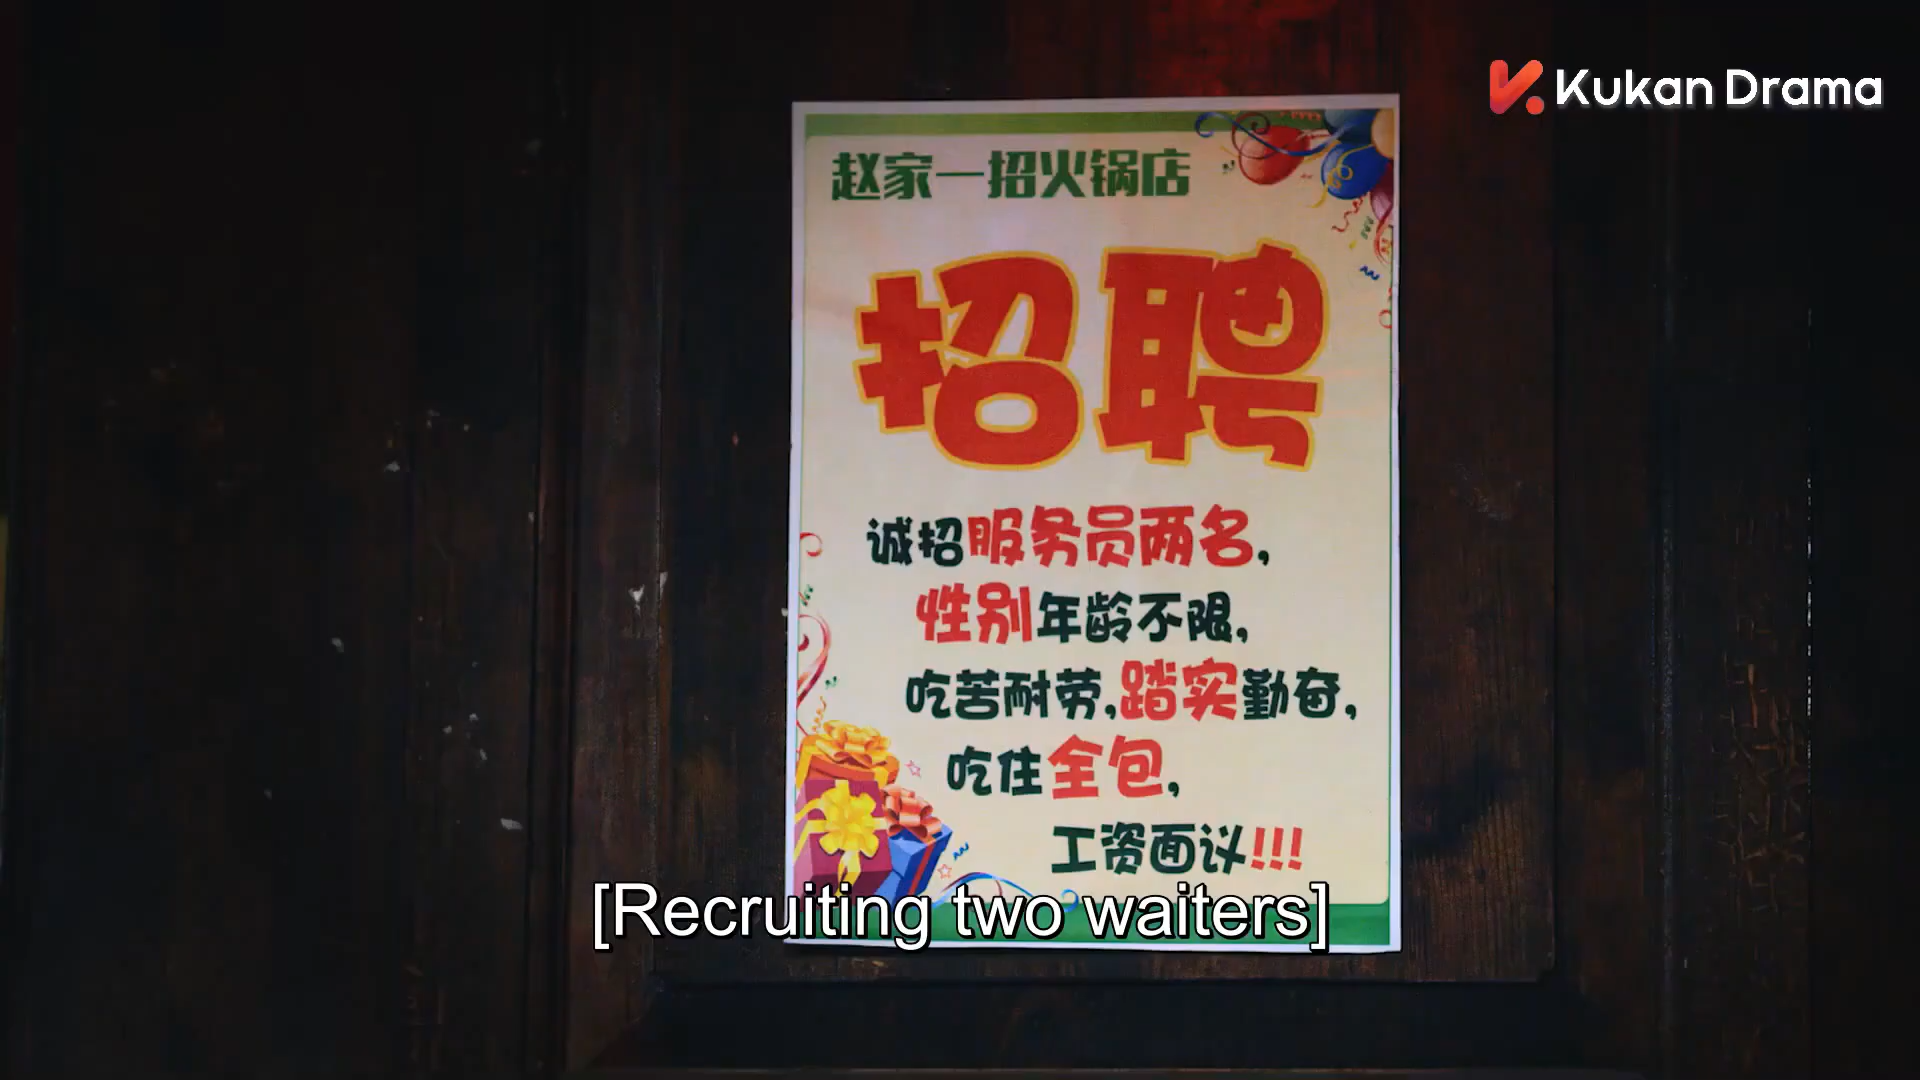 Kukan Drama
赵家一招火锅店
招聘
诚招服务员两名,
性别年龄不限,
吃苦耐劳,踏实勤奋,
吃住全包,
工资面议!!!
[Recruiting two waiters]